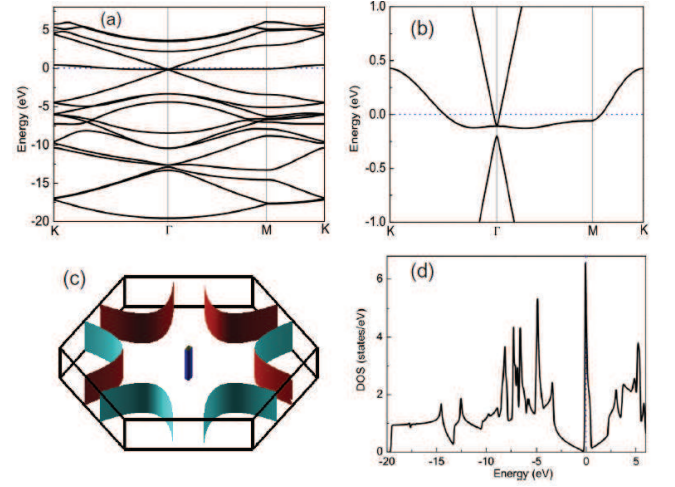 (a)
Energy (eV)
5
0
-5
-10
-15
-20
K
Γ
M
K
(b)
Energy (eV)
1.0
0.5
0.0
-0.5
-1.0
K
Γ
M
K
(c)
(d)
DOS (states/eV)
6
4
2
0
-20
-15
-10
-5
0
5
Energy (eV)